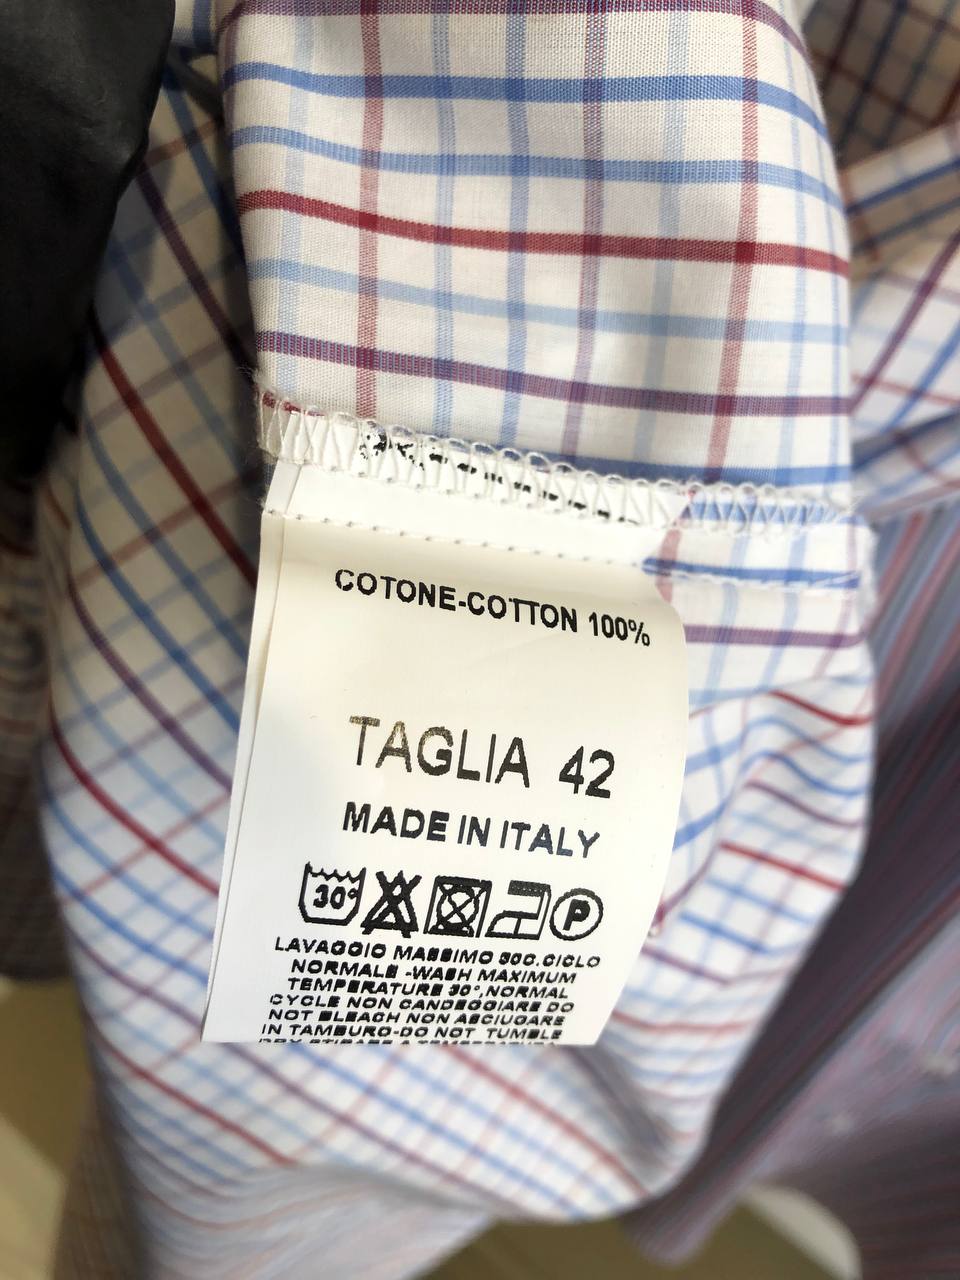 COTONE-COTTON 100%
TAGLIA 42
MADE IN ITALY
30° P
LAVAGGIO MASSIMO 30C.CICLO
NORMALE -WASH MAXIMUM
TEMPERATURE 30°,NORMAL
CYCLE NON CANDEGGIARE DO
NOT BLEACH NON ASCIUGARE
IN TAMBURO-DO NOT TUMBLE